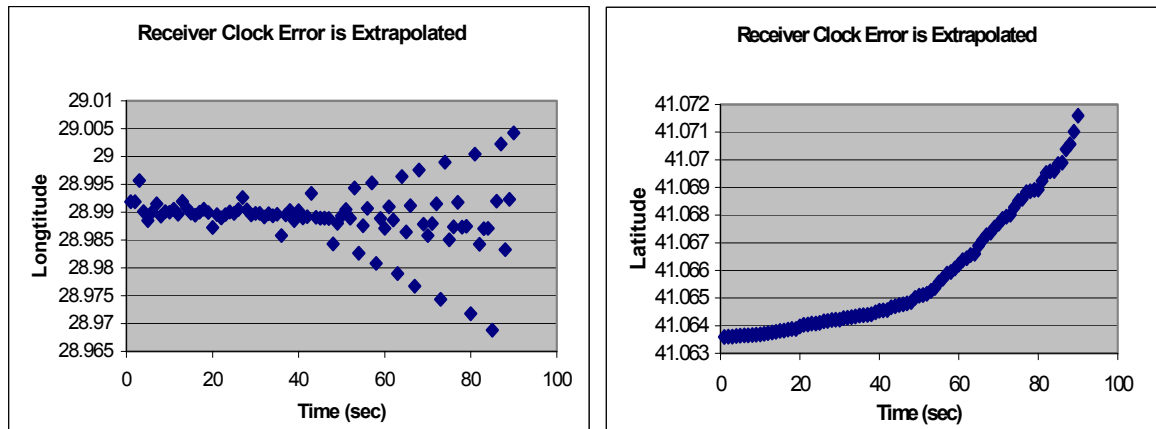 Receiver Clock Error is Extrapolated
Longtitude
29.01
29.005
29
28.995
28.99
28.985
28.98
28.975
28.97
28.965
0 20 40 60 80 100
Time (sec)
Receiver Clock Error is Extrapolated
Latitude
41.072
41.071
41.07
41.069
41.068
41.067
41.066
41.065
41.064
41.063
0 20 40 60 80 100
Time (sec)